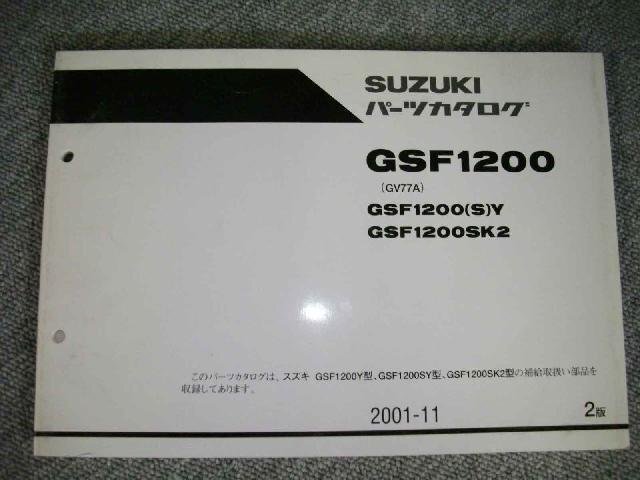 SUZUKI
パーツカタログ
GSF1200
(GV77A)
GSF1200(S)Y
GSF1200SK2
このパーツカタログは、スズキ GSF1200Y型、GSF1200SY型、GSF1200SK2型の補給取扱い部品を
収録してあります。
2001-11
2版